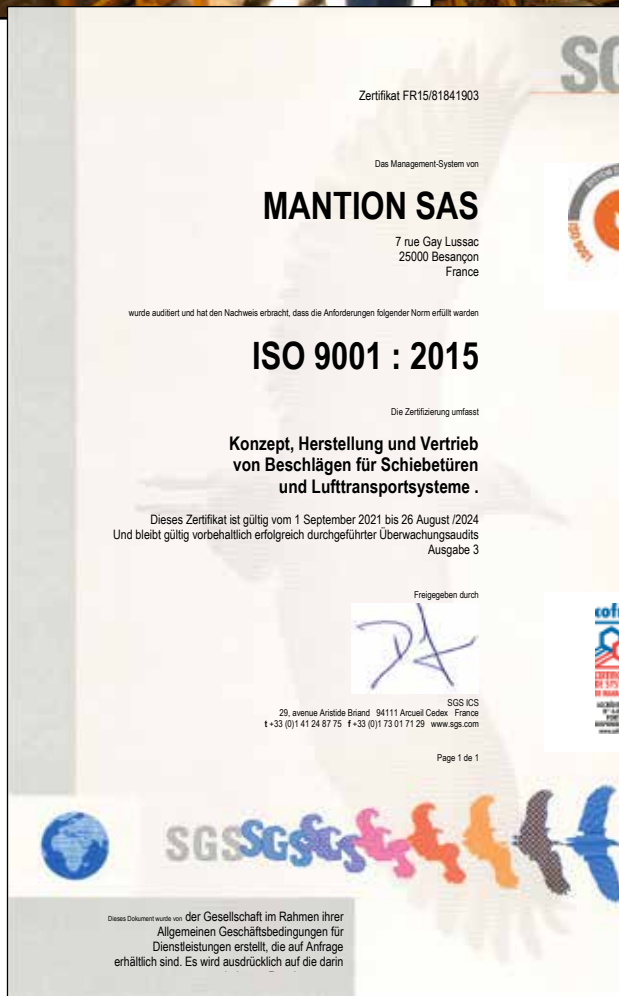 SG
Zertifikat FR15/81841903
Das Management-System von
MANTION SAS
7 rue Gay Lussac
25000 Besançon
France
ISO 9001
wurde auditiert und hat den Nachweis erbracht, dass die Anforderungen folgender Norm erfüllt warden
ISO 9001 : 2015
Die Zertifizierung umfasst
Konzept, Herstellung und Vertrieb
von Beschlägen für Schiebetüren
und Lufttransportsysteme .
Dieses Zertifikat ist gültig vom 1 September 2021 bis 26 August /2024
Und bleibt gültig vorbehaltlich erfolgreich durchgeführter Überwachungsaudits
Ausgabe 3
Freigegeben durch
SGS ICS
29, avenue Aristide Briand 94111 Arcueil Cedex France
t +33 (0)1 41 24 87 75 f +33 (0)1 73 01 71 29 www.sgs.com
Page 1 de 1
SGS SGS SGS
Dieses Dokument wurde von der Gesellschaft im Rahmen ihrer
Allgemeinen Geschäftsbedingungen für
Dienstleistungen erstellt, die auf Anfrage
erhältlich sind. Es wird ausdrücklich auf die darin